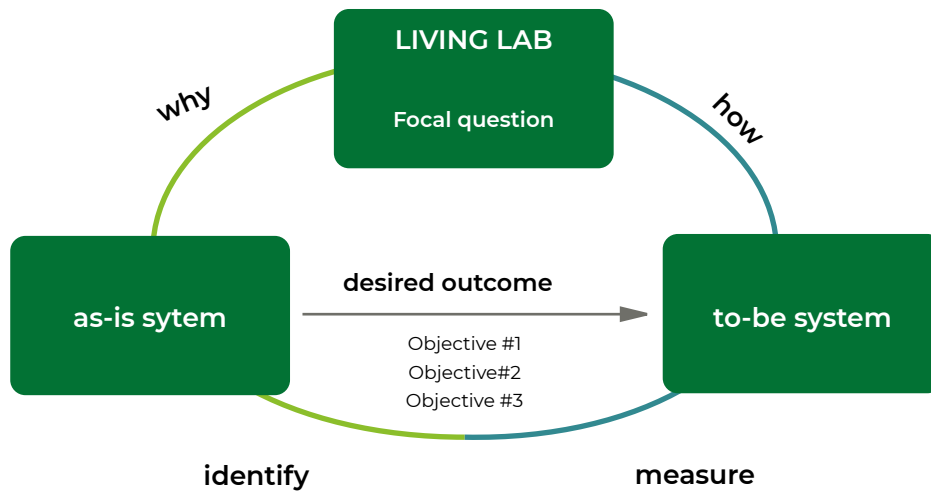 LIVING LAB
Focal question
why
how
as-is sytem
desired outcome
to-be system
Objective #1
Objective#2
Objective #3
identify
measure